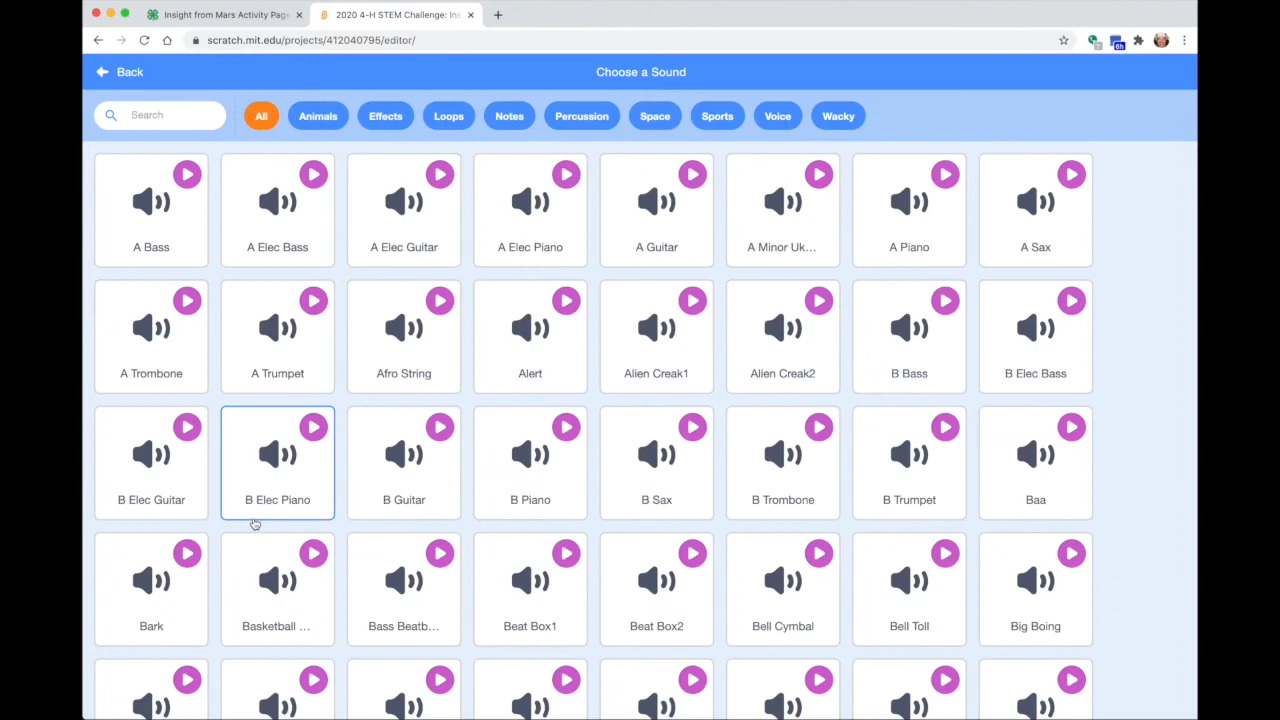 Insight from Mars Activity Page
2020 4-H STEM Challenge: Ins
scratch.mit.edu/projects/412040795/editor/
6h
Back
Choose a Sound
Search
All
Animals
Effects
Loops
Notes
Percussion
Space
Sports
Voice
Wacky
A Bass
A Elec Bass
A Elec Guitar
A Elec Piano
A Guitar
A Minor Uk...
A Piano
A Sax
A Trombone
A Trumpet
Afro String
Alert
Alien Creak1
Alien Creak2
B Bass
B Elec Bass
B Elec Guitar
B Elec Piano
B Guitar
B Piano
B Sax
B Trombone
B Trumpet
Baa
Bark
Basketball ...
Bass Beatb...
Beat Box1
Beat Box2
Bell Cymbal
Bell Toll
Big Boing